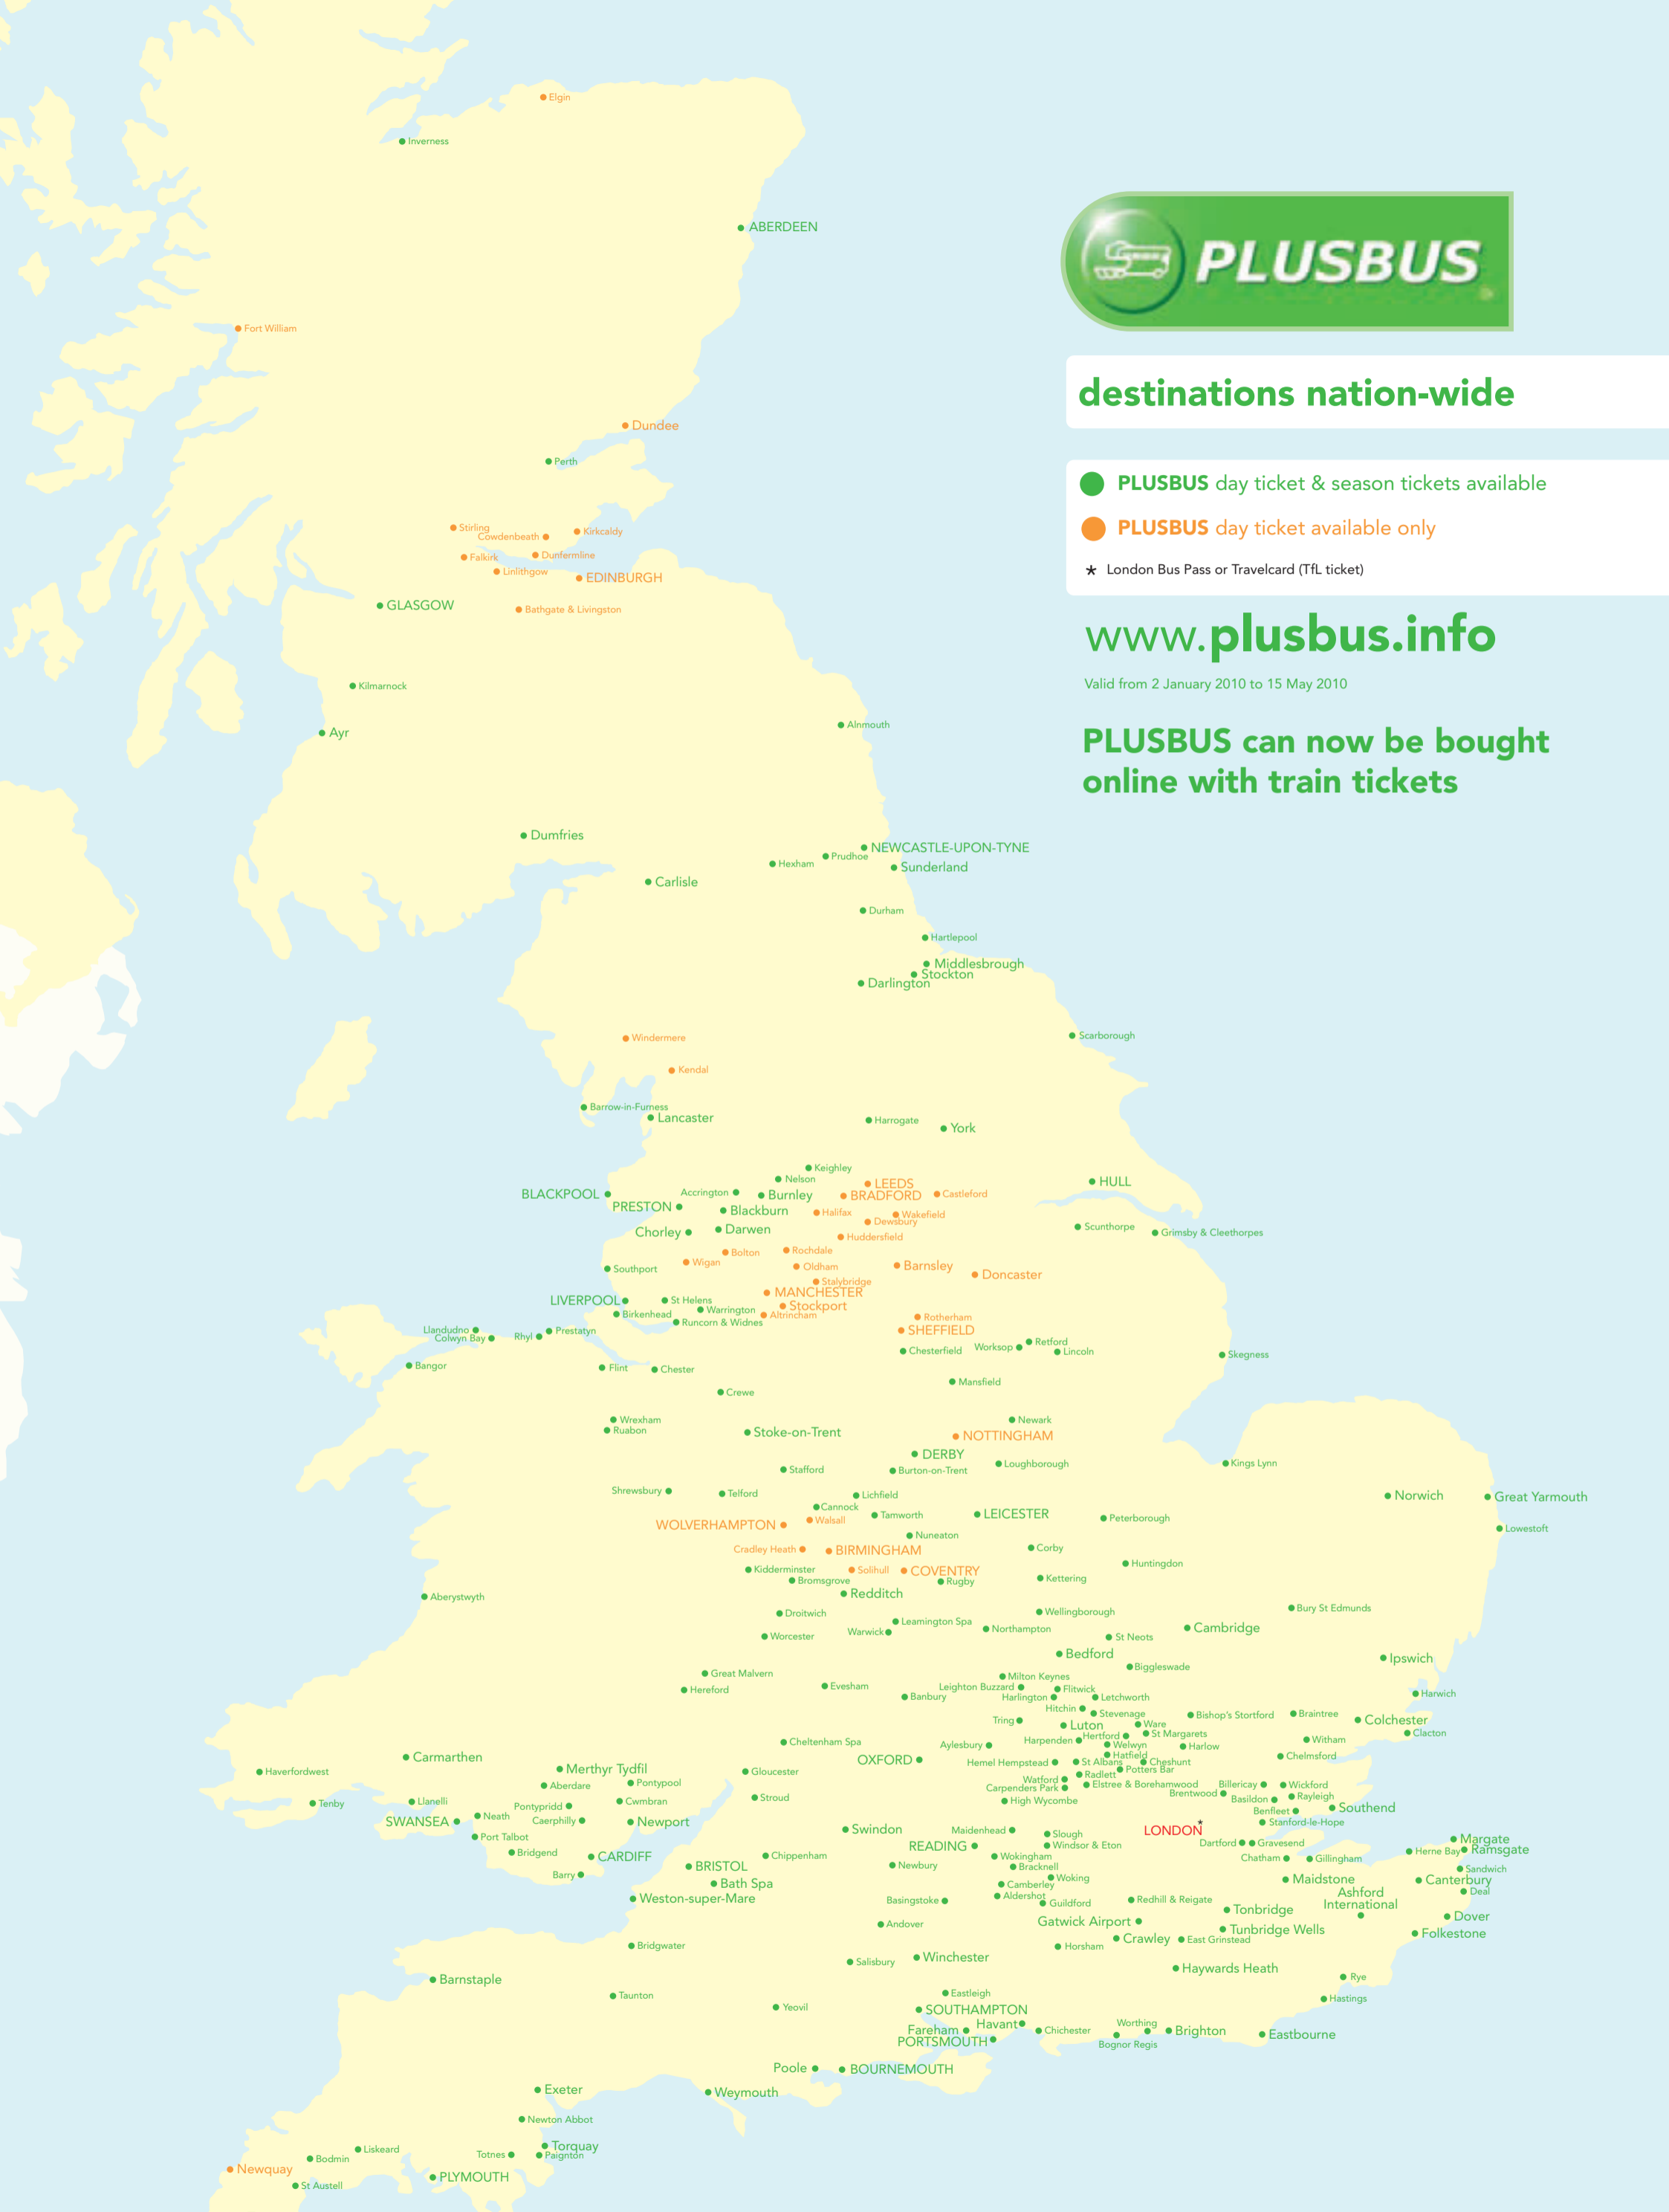 Elgin
Inverness
ABERDEEN
PLUSBUS
Fort William
destinations nation-wide
Dundee
Perth
PLUSBUS day ticket & season tickets available
PLUSBUS day ticket available only
* London Bus Pass or Travelcard (TfL ticket)
Stirling
Kirkcaldy
Cowdenbeath
Dunfermline
Falkirk
Linlithgow
EDINBURGH
GLASGOW
Bathgate & Livingston
www.plusbus.info
Valid from 2 January 2010 to 15 May 2010
Kilmarnock
Alnmouth
Ayr
PLUSBUS can now be bought
online with train tickets
Dumfries
NEWCASTLE-UPON-TYNE
Prudhoe
Hexham
Sunderland
Carlisle
Durham
Hartlepool
Middlesbrough
Stockton
Darlington
Scarborough
Windermere
Kendal
Barrow-in-Furness
Lancaster
Harrogate
York
Keighley
Nelson
HULL
LEEDS
Accrington
BLACKPOOL
Burnley
BRADFORD
Castleford
PRESTON
Blackburn
Halifax
Wakefield
Dewsbury
Scunthorpe
Darwen
Chorley
Grimsby & Cleethorpes
Huddersfield
Bolton
Rochdale
Wigan
Barnsley
Oldham
Southport
Doncaster
Stalybridge
MANCHESTER
LIVERPOOL
St Helens
Stockport
Warrington
Birkenhead
Altrincham
Rotherham
Runcorn & Widnes
Llandudno
Prestatyn
SHEFFIELD
Rhyl
Colwyn Bay
Retford
Worksop
Chesterfield
Lincoln
Skegness
Bangor
Flint
Chester
Mansfield
Crewe
Wrexham
Newark
Ruabon
Stoke-on-Trent
NOTTINGHAM
DERBY
Loughborough
Kings Lynn
Stafford
Burton-on-Trent
Shrewsbury
Telford
Lichfield
Norwich
Great Yarmouth
Cannock
Tamworth
LEICESTER
Peterborough
Walsall
WOLVERHAMPTON
Lowestoft
Nuneaton
Corby
Cradley Heath
BIRMINGHAM
Huntingdon
Kidderminster
Solihull
COVENTRY
Kettering
Bromsgrove
Rugby
Redditch
Aberystwyth
Bury St Edmunds
Droitwich
Wellingborough
Leamington Spa
Cambridge
Northampton
Warwick
Worcester
St Neots
Bedford
Ipswich
Biggleswade
Great Malvern
Milton Keynes
Evesham
Leighton Buzzard
Flitwick
Hereford
Harwich
Banbury
Harlington
Letchworth
Hitchin
Stevenage
Bishop's Stortford
Braintree
Tring
Colchester
Luton
Ware
Clacton
St Margarets
Hertford
Harpenden
Witham
Cheltenham Spa
Aylesbury
Welwyn
Harlow
Hatfield
Chelmsford
Carmarthen
OXFORD
Hemel Hempstead
St Albans
Cheshunt
Merthyr Tydfil
Potters Bar
Haverfordwest
Gloucester
Radlett
Watford
Pontypool
Aberdare
Elstree & Borehamwood
Billericay
Wickford
Carpenders Park
Brentwood
Rayleigh
Stroud
Basildon
High Wycombe
Llanelli
Cwmbran
Tenby
Pontypridd
Southend
Benfleet
Neath
SWANSEA
Caerphilly
Newport
Stanford-le-Hope
Swindon
Maidenhead
LONDON*
Slough
Port Talbot
Margate
Dartford
Gravesend
READING
Windsor & Eton
Ramsgate
Herne Bay
Bridgend
CARDIFF
Chippenham
Wokingham
Chatham
Gillingham
Newbury
BRISTOL
Bracknell
Sandwich
Barry
Woking
Maidstone
Canterbury
Bath Spa
Camberley
Deal
Ashford
International
Aldershot
Weston-super-Mare
Basingstoke
Redhill & Reigate
Guildford
Tonbridge
Dover
Gatwick Airport
Andover
Tunbridge Wells
Folkestone
Crawley
East Grinstead
Bridgwater
Horsham
Winchester
Salisbury
Haywards Heath
Rye
Barnstaple
Eastleigh
Taunton
Hastings
Yeovil
SOUTHAMPTON
Havant
Worthing
Fareham
Chichester
Brighton
Eastbourne
PORTSMOUTH
Bognor Regis
Poole
BOURNEMOUTH
Exeter
Weymouth
Newton Abbot
Torquay
Liskeard
Totnes
Paignton
Bodmin
Newquay
PLYMOUTH
St Austell